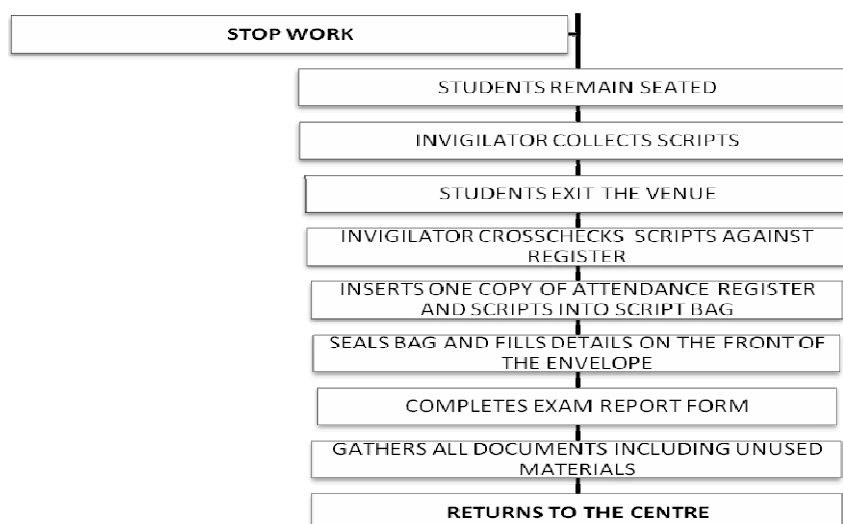 STOP WORK
STUDENTS REMAIN SEATED
INVIGILATOR COLLECTS SCRIPTS
STUDENTS EXIT THE VENUE
INVIGILATOR CROSSCHECKS SCRIPTS AGAINST
REGISTER
INSERTS ONE COPY OF ATTENDANCE REGISTER
AND SCRIPTS INTO SCRIPT BAG
SEALS BAG AND FILLS DETAILS ON THE FRONT OF
THE ENVELOPE
COMPLETES EXAM REPORT FORM
GATHERS ALL DOCUMENTS INCLUDING UNUSED
MATERIALS
RETURNS TO THE CENTRE